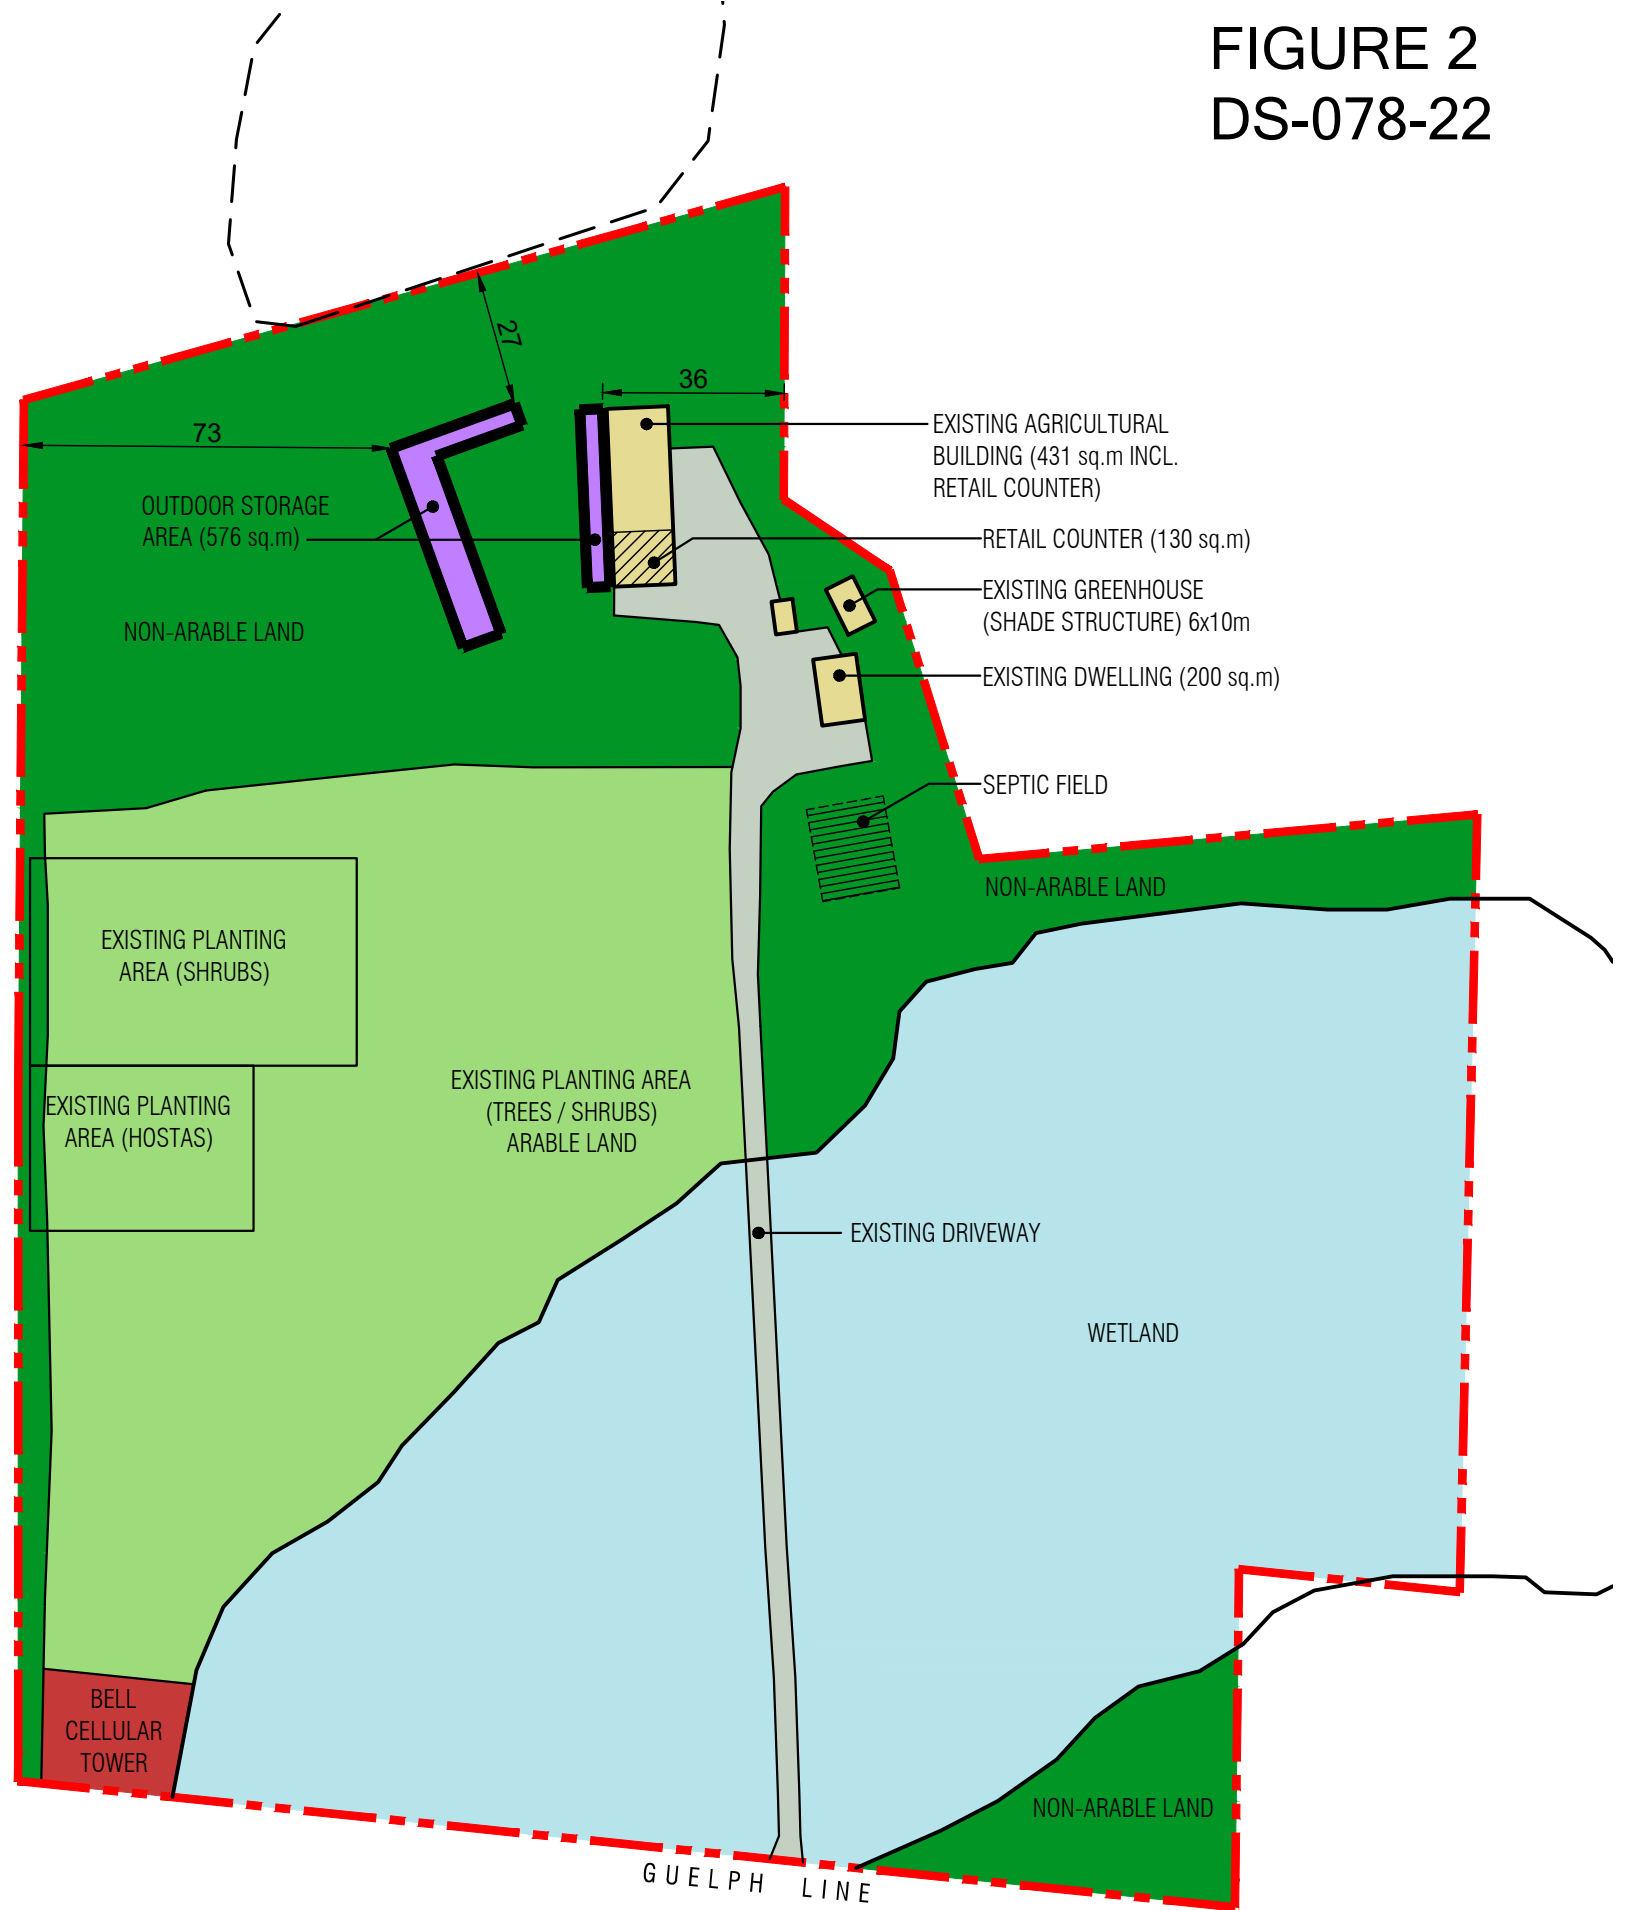 FIGURE 2
DS-078-22
27
36
73
EXISTING AGRICULTURAL
BUILDING (431 sq.m INCL.
RETAIL COUNTER)
OUTDOOR STORAGE
AREA (576 sq.m)
RETAIL COUNTER (130 sq.m)
EXISTING GREENHOUSE
(SHADE STRUCTURE) 6x10m
NON-ARABLE LAND
EXISTING DWELLING (200 sq.m)
SEPTIC FIELD
NON-ARABLE LAND
EXISTING PLANTING
AREA (SHRUBS)
EXISTING PLANTING AREA
(TREES / SHRUBS)
ARABLE LAND
EXISTING PLANTING
AREA (HOSTAS)
EXISTING DRIVEWAY
WETLAND
BELL
CELLULAR
TOWER
NON-ARABLE LAND
GUELPH LINE